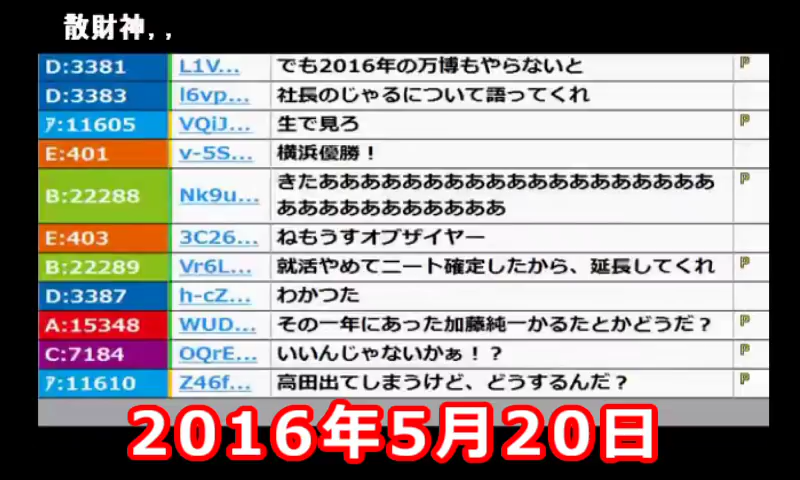 散財神,,
D:3381 L1V... でも2016年の万博もやらないと P
D:3383 l6vp... 社長のじゃるについて語ってくれ
ｱ:11605 VQiJ... 生で見ろ P
E:401 v-5S... 横浜優勝！
B:22288 Nk9u... きたあああああああああああああああああああ P
あああああああああああ
E:403 3C26... ねもうすオブザイヤー
B:22289 Vr6L... 就活やめてニート確定したから、延長してくれ P
D:3387 h-cZ... わかつた
A:15348 WUD... その一年にあった加藤純一かるたとかどうだ？ P
C:7184 OQrE... いいんじゃないかぁ！？ P
ｱ:11610 Z46f... 高田出てしまうけど、どうするんだ？ P
2016年5月20日